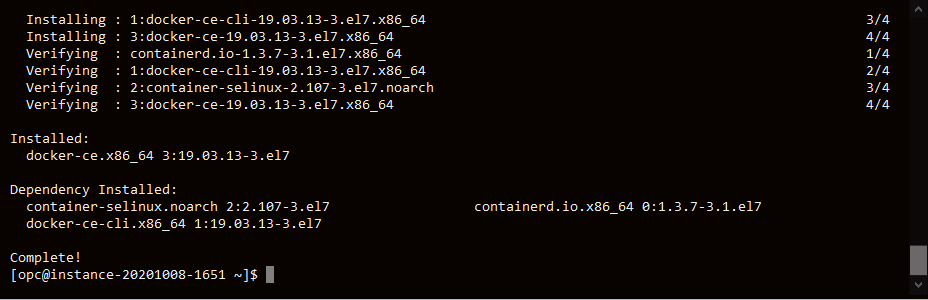 Installing : 1:docker-ce-cli-19.03.13-3.el7.x86_64 3/4
Installing : 3:docker-ce-19.03.13-3.el7.x86_64 4/4
Verifying : containerd.io-1.3.7-3.1.el7.x86_64 1/4
Verifying : 1:docker-ce-cli-19.03.13-3.el7.x86_64 2/4
Verifying : 2:container-selinux-2.107-3.el7.noarch 3/4
Verifying : 3:docker-ce-19.03.13-3.el7.x86_64 4/4
Installed:
docker-ce.x86_64 3:19.03.13-3.el7
Dependency Installed:
container-selinux.noarch 2:2.107-3.el7 containerd.io.x86_64 0:1.3.7-3.1.el7
docker-ce-cli.x86_64 1:19.03.13-3.el7
Complete!
[opc@instance-20201008-1651 ~]$